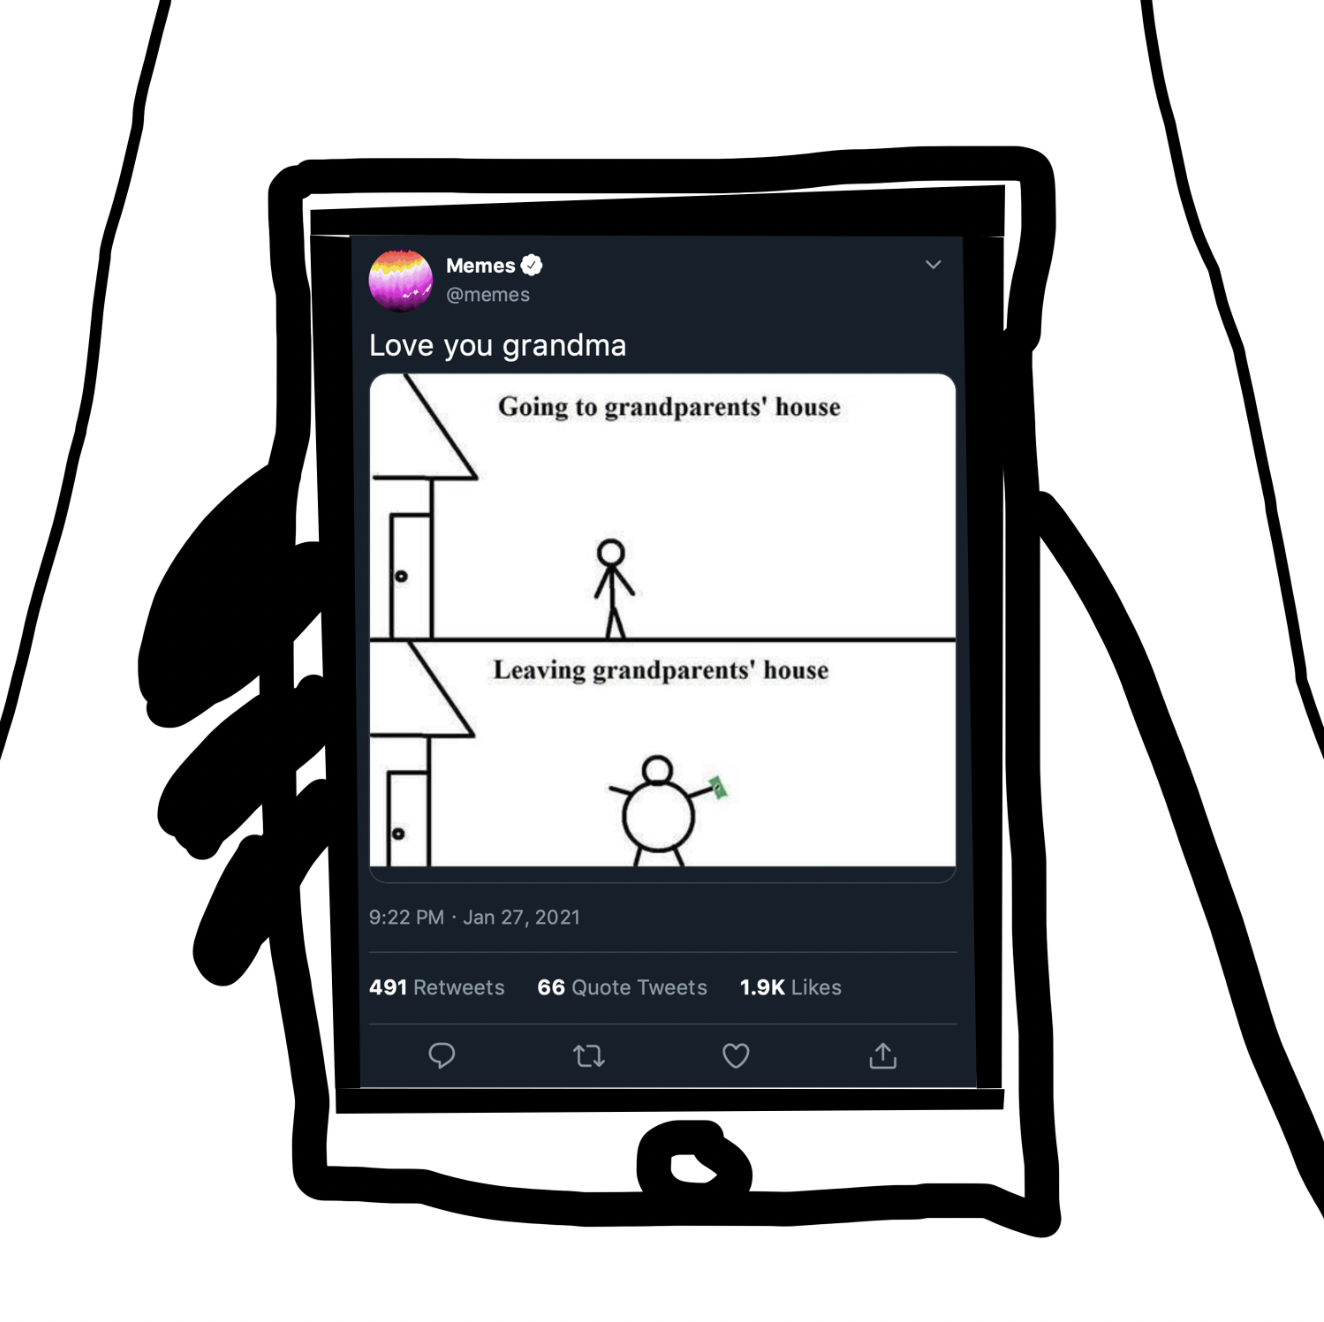 Memes
@memes
Love you grandma
Going to grandparents' house
Leaving grandparents' house
9:22 PM · Jan 27, 2021
491 Retweets 66 Quote Tweets 1.9K Likes